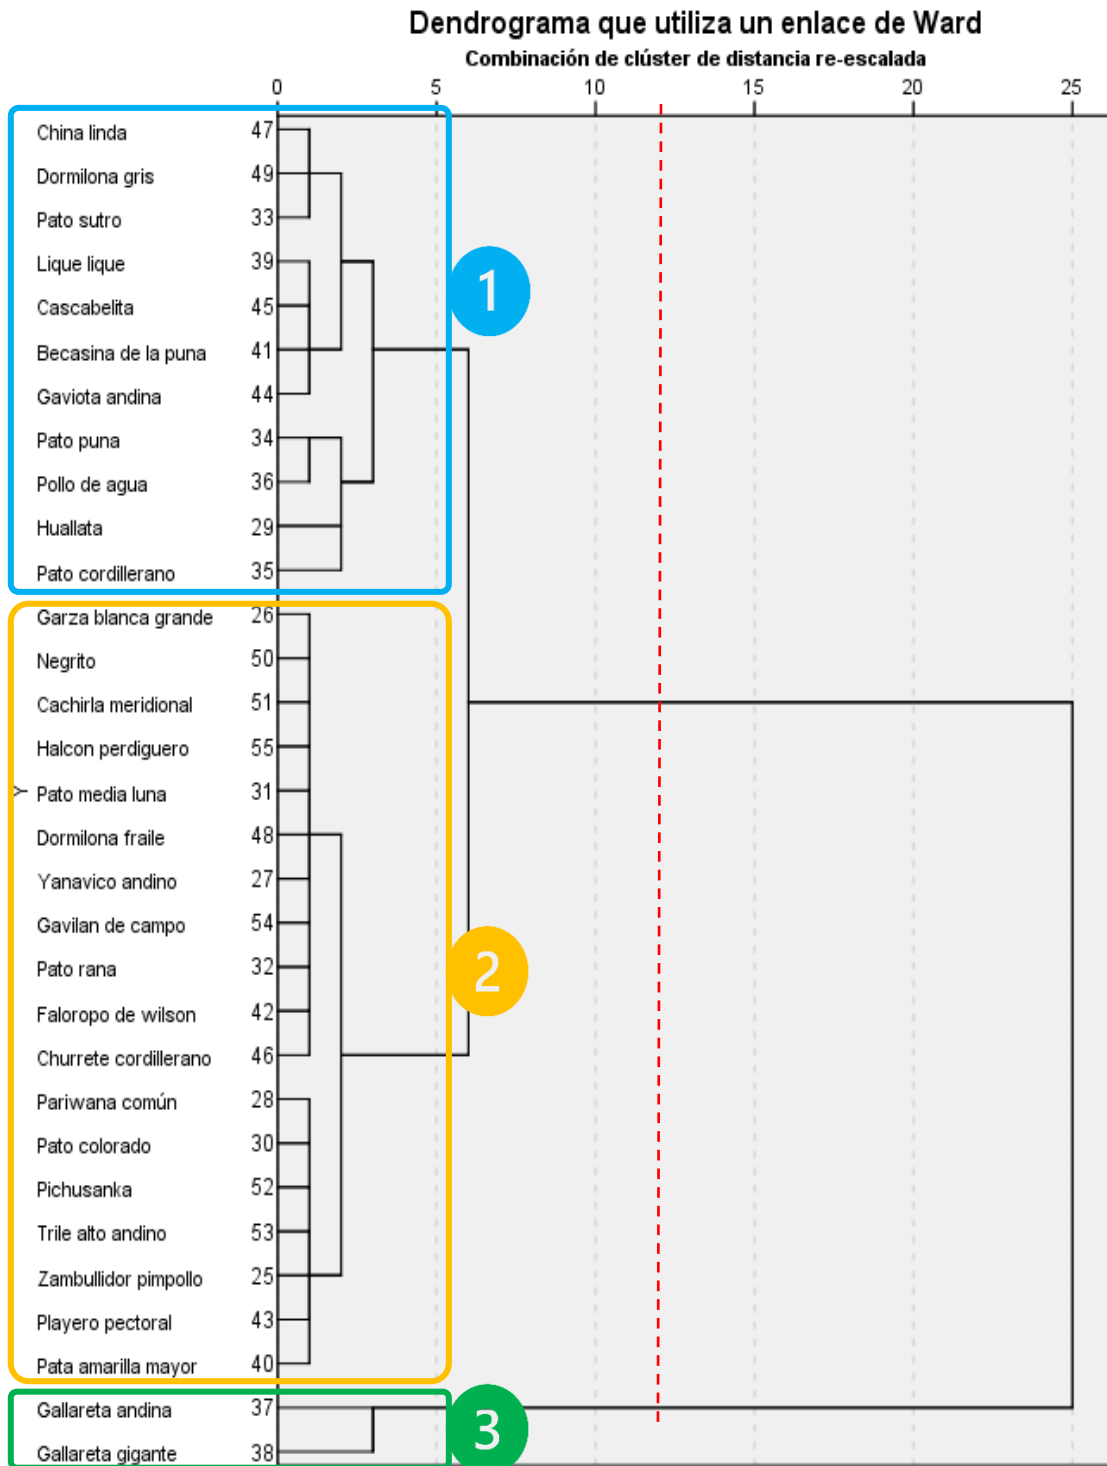 Dendrograma que utiliza un enlace de Ward
Combinación de clúster de distancia re-escalada
0 5 10 15 20 25
China linda 47
Dormilona gris 49
Pato sutro 33
Lique lique 39
1
Cascabelita 45
Becasina de la puna 41
Gaviota andina 44
Pato puna 34
Pollo de agua 36
Huallata 29
Pato cordillerano 35
Garza blanca grande 26
Negrito 50
Cachirla meridional 51
Halcon perdiguero 55
Y
Pato media luna 31
Dormilona fraile 48
Yanavico andino 27
Gavilan de campo 54
Pato rana 32
2
Faloropo de wilson 42
Churrete cordillerano 46
Pariwana común 28
Pato colorado 30
Pichusanka 52
Trile alto andino 53
Zambullidor pimpollo 25
Playero pectoral 43
Pata amarilla mayor 40
Gallareta andina 37
3
Gallareta gigante 38